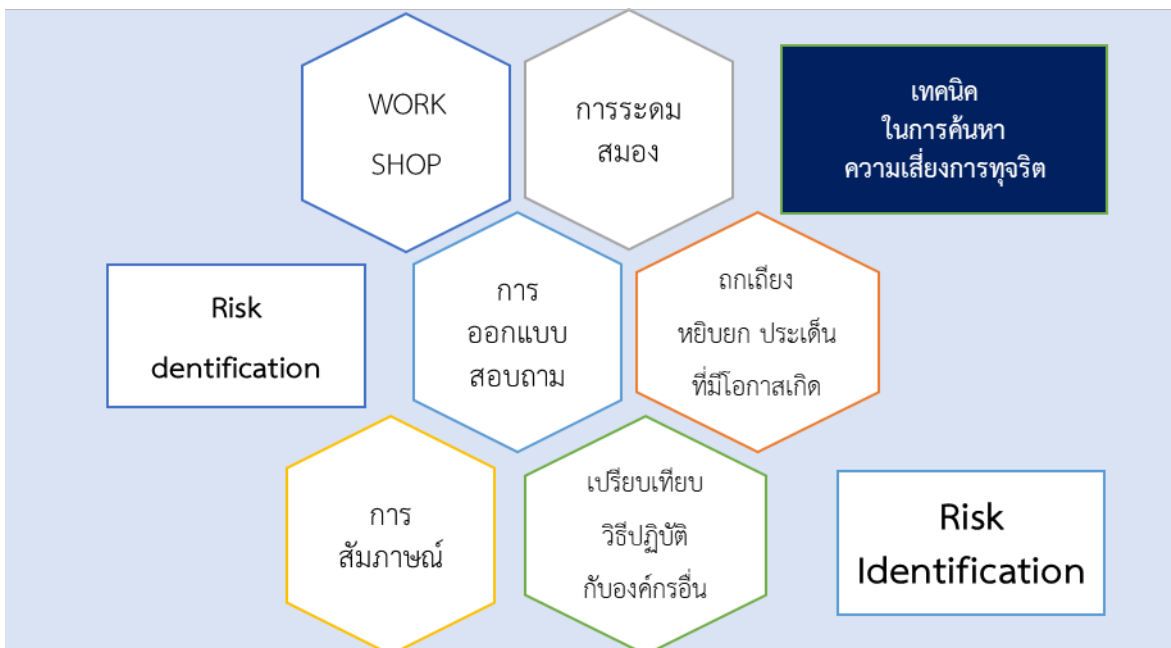 WORK
SHOP
การระดม
สมอง
เทคนิค
ในการค้นหา
ความเสี่ยงการทุจริต
Risk
dentification
การ
ออกแบบ
สอบถาม
ถกเถียง
หยิบยก ประเด็น
ที่มีโอกาสเกิด
การ
สัมภาษณ์
เปรียบเทียบ
วิธีปฏิบัติ
กับองค์กรอื่น
Risk
Identification